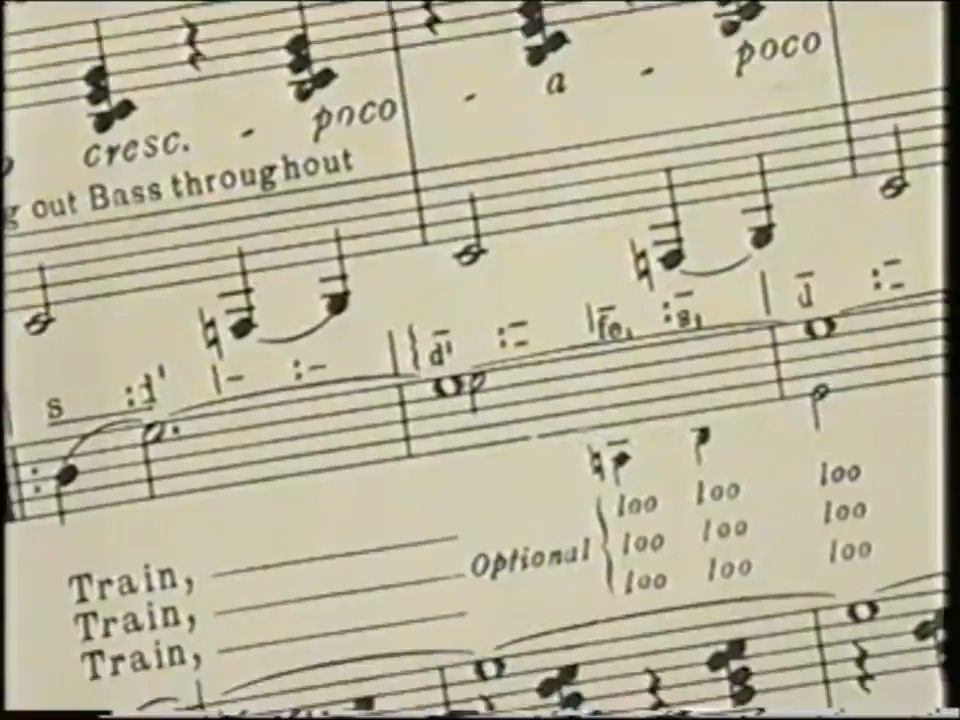 cresc. - poco - a - poco
out Bass throughout
s :d' |- :- | d' :- |fe, :s, | d :-
Train,
Train,
Train,
Optional
loo loo loo
loo loo loo
loo loo loo